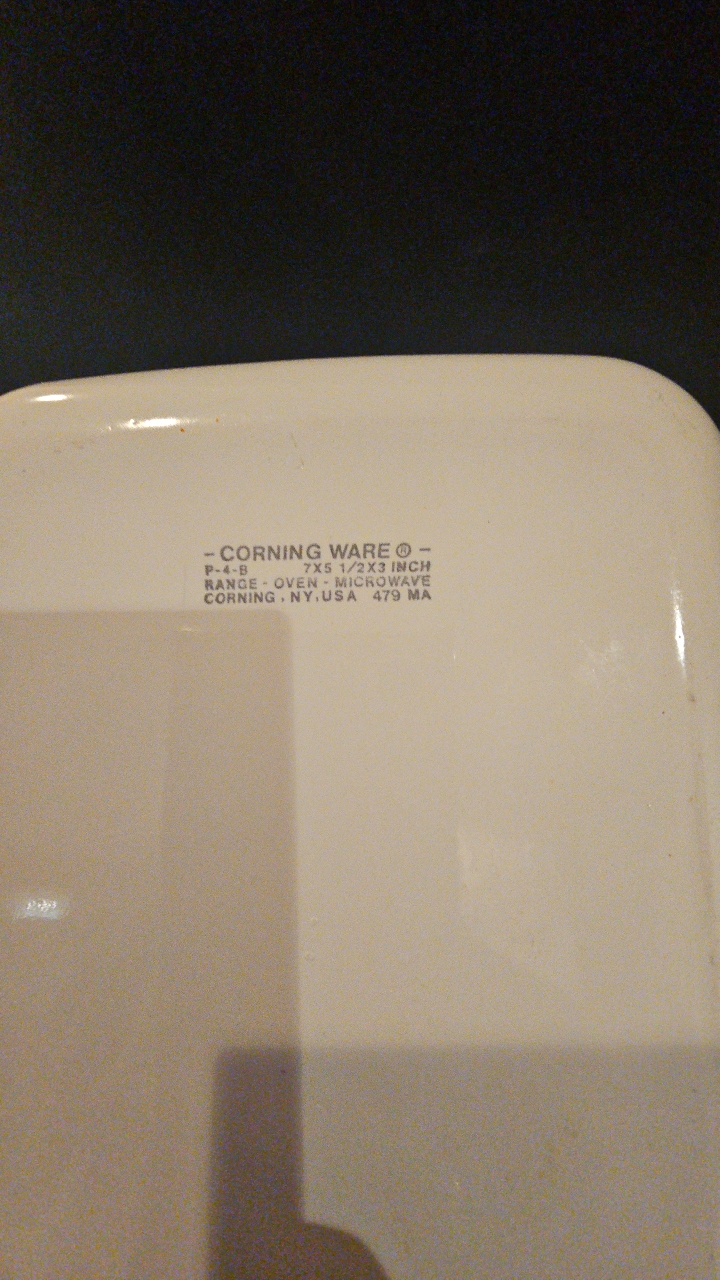 - CORNING WARE ® -
P-4-B 7X5 1/2X3 INCH
RANGE - OVEN - MICROWAVE
CORNING, NY, USA 479 MA